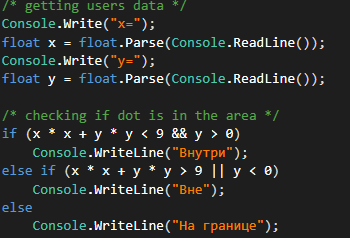 /* getting users data */
Console.Write("x=");
float x = float.Parse(Console.ReadLine());
Console.Write("y=");
float y = float.Parse(Console.ReadLine());
/* checking if dot is in the area */
if (x * x + y * y < 9 && y > 0)
Console.WriteLine("Внутри");
else if (x * x + y * y > 9 || y < 0)
Console.WriteLine("Вне");
else
Console.WriteLine("На границе");